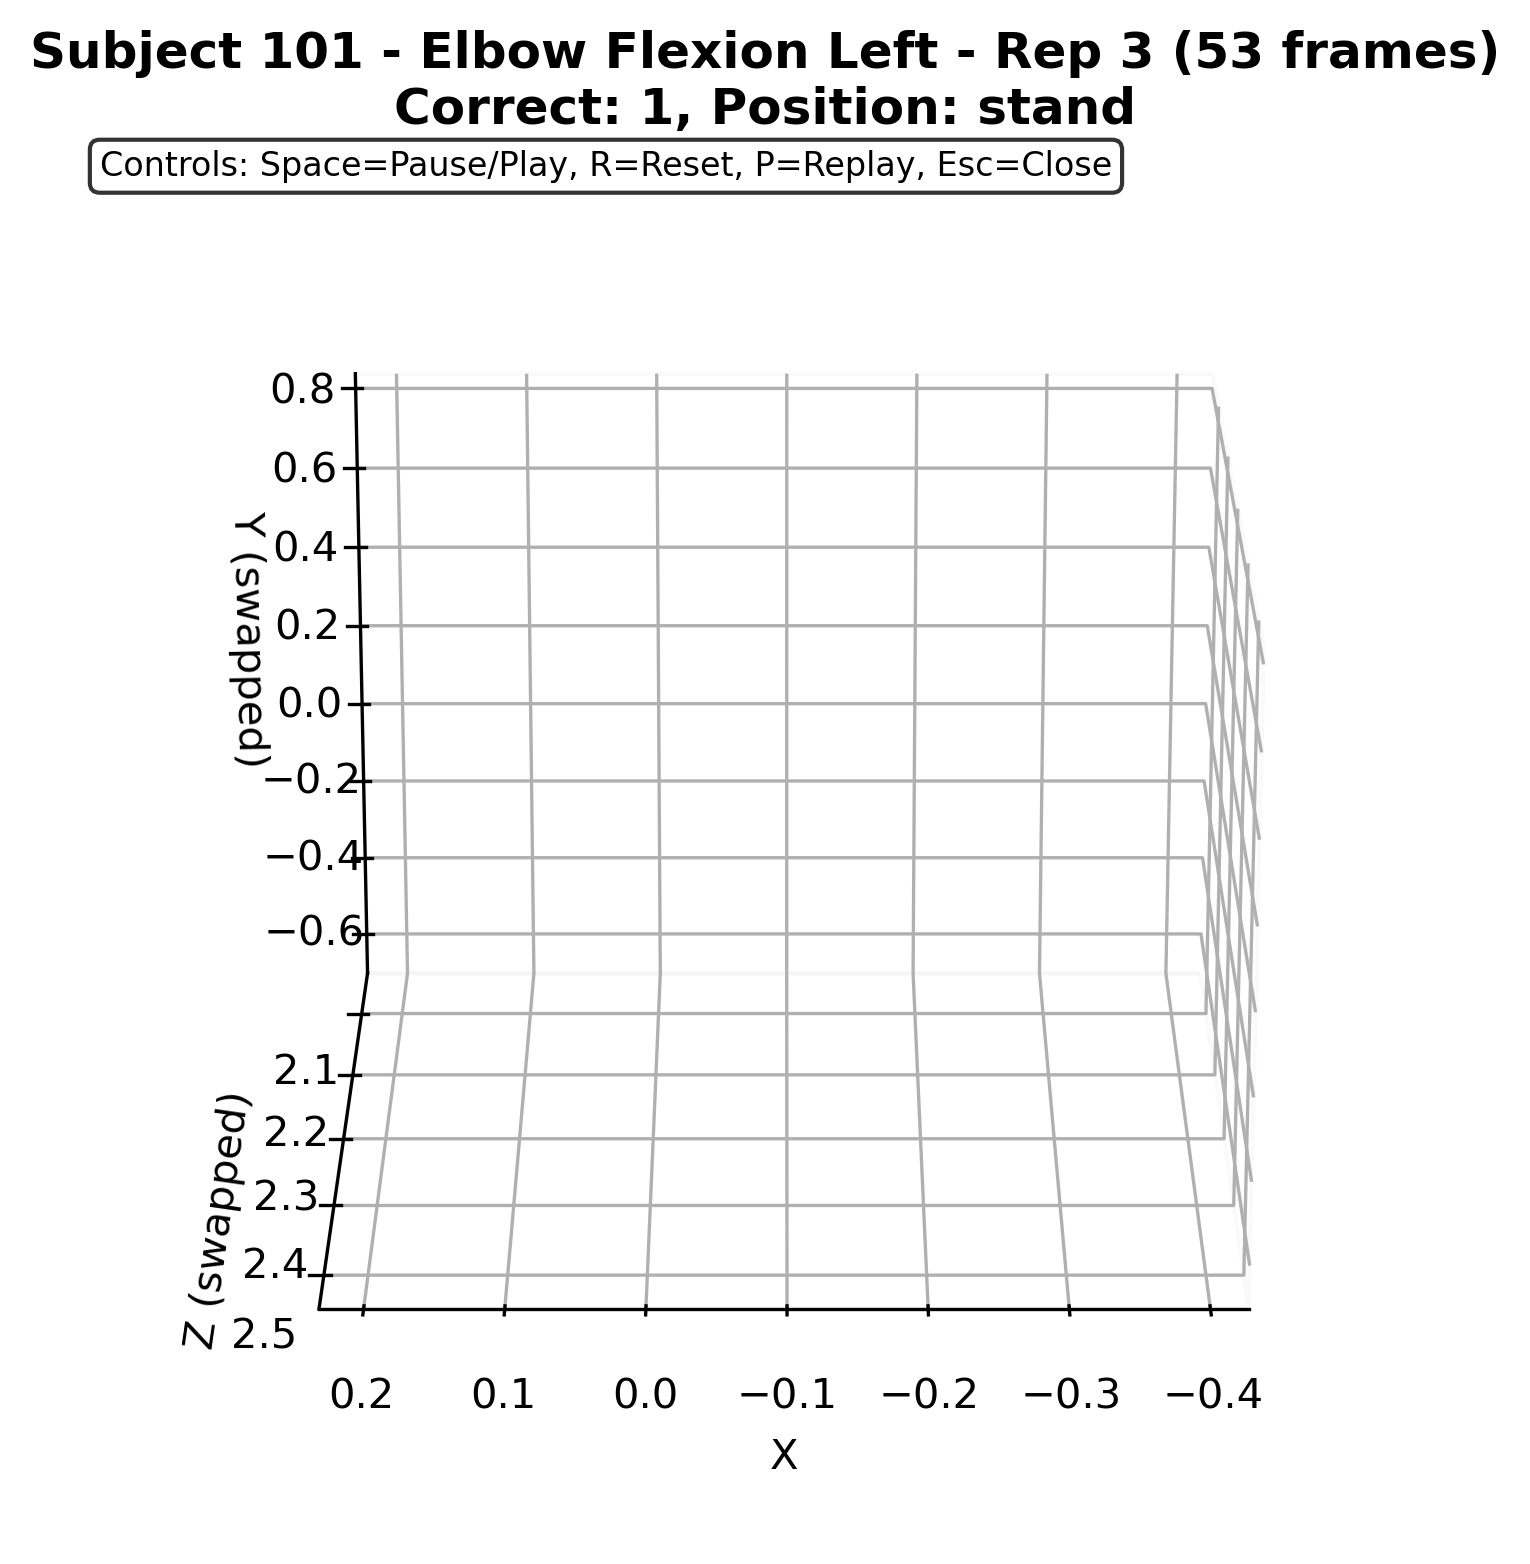 Subject 101 - Elbow Flexion Left - Rep 3 (53 frames)
Correct: 1, Position: stand
Controls: Space=Pause/Play, R=Reset, P=Replay, Esc=Close
0.8
0.6
0.4
0.2
0.0
−0.2
−0.4
−0.6
Y (swapped)
2.1
2.2
2.3
2.4
2.5
Z (swapped)
0.2 0.1 0.0 −0.1 −0.2 −0.3 −0.4
X